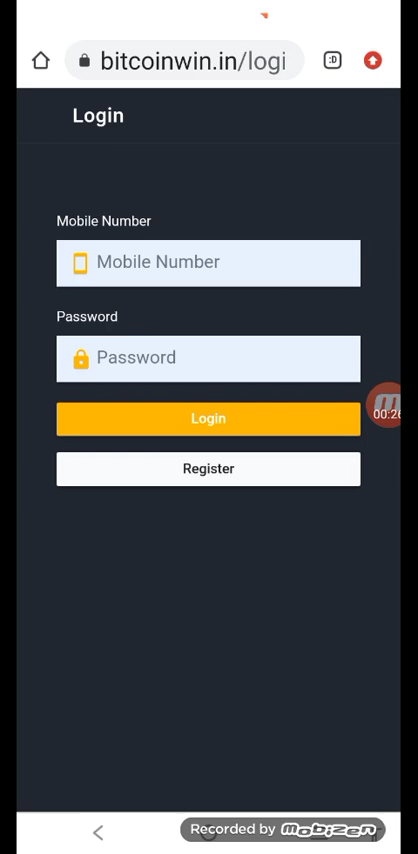 :D
bitcoinwin.in/logi
Login
Mobile Number
Mobile Number
Password
Password
Login
00:26
Register
Recorded by mobizen